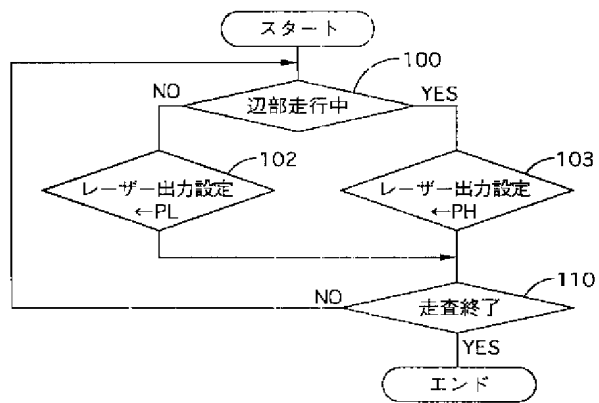 スタート
100
NO
辺部走行中
YES
102
103
レーザー出力設定
←PL
レーザー出力設定
←PH
110
NO
走査終了
YES
エンド